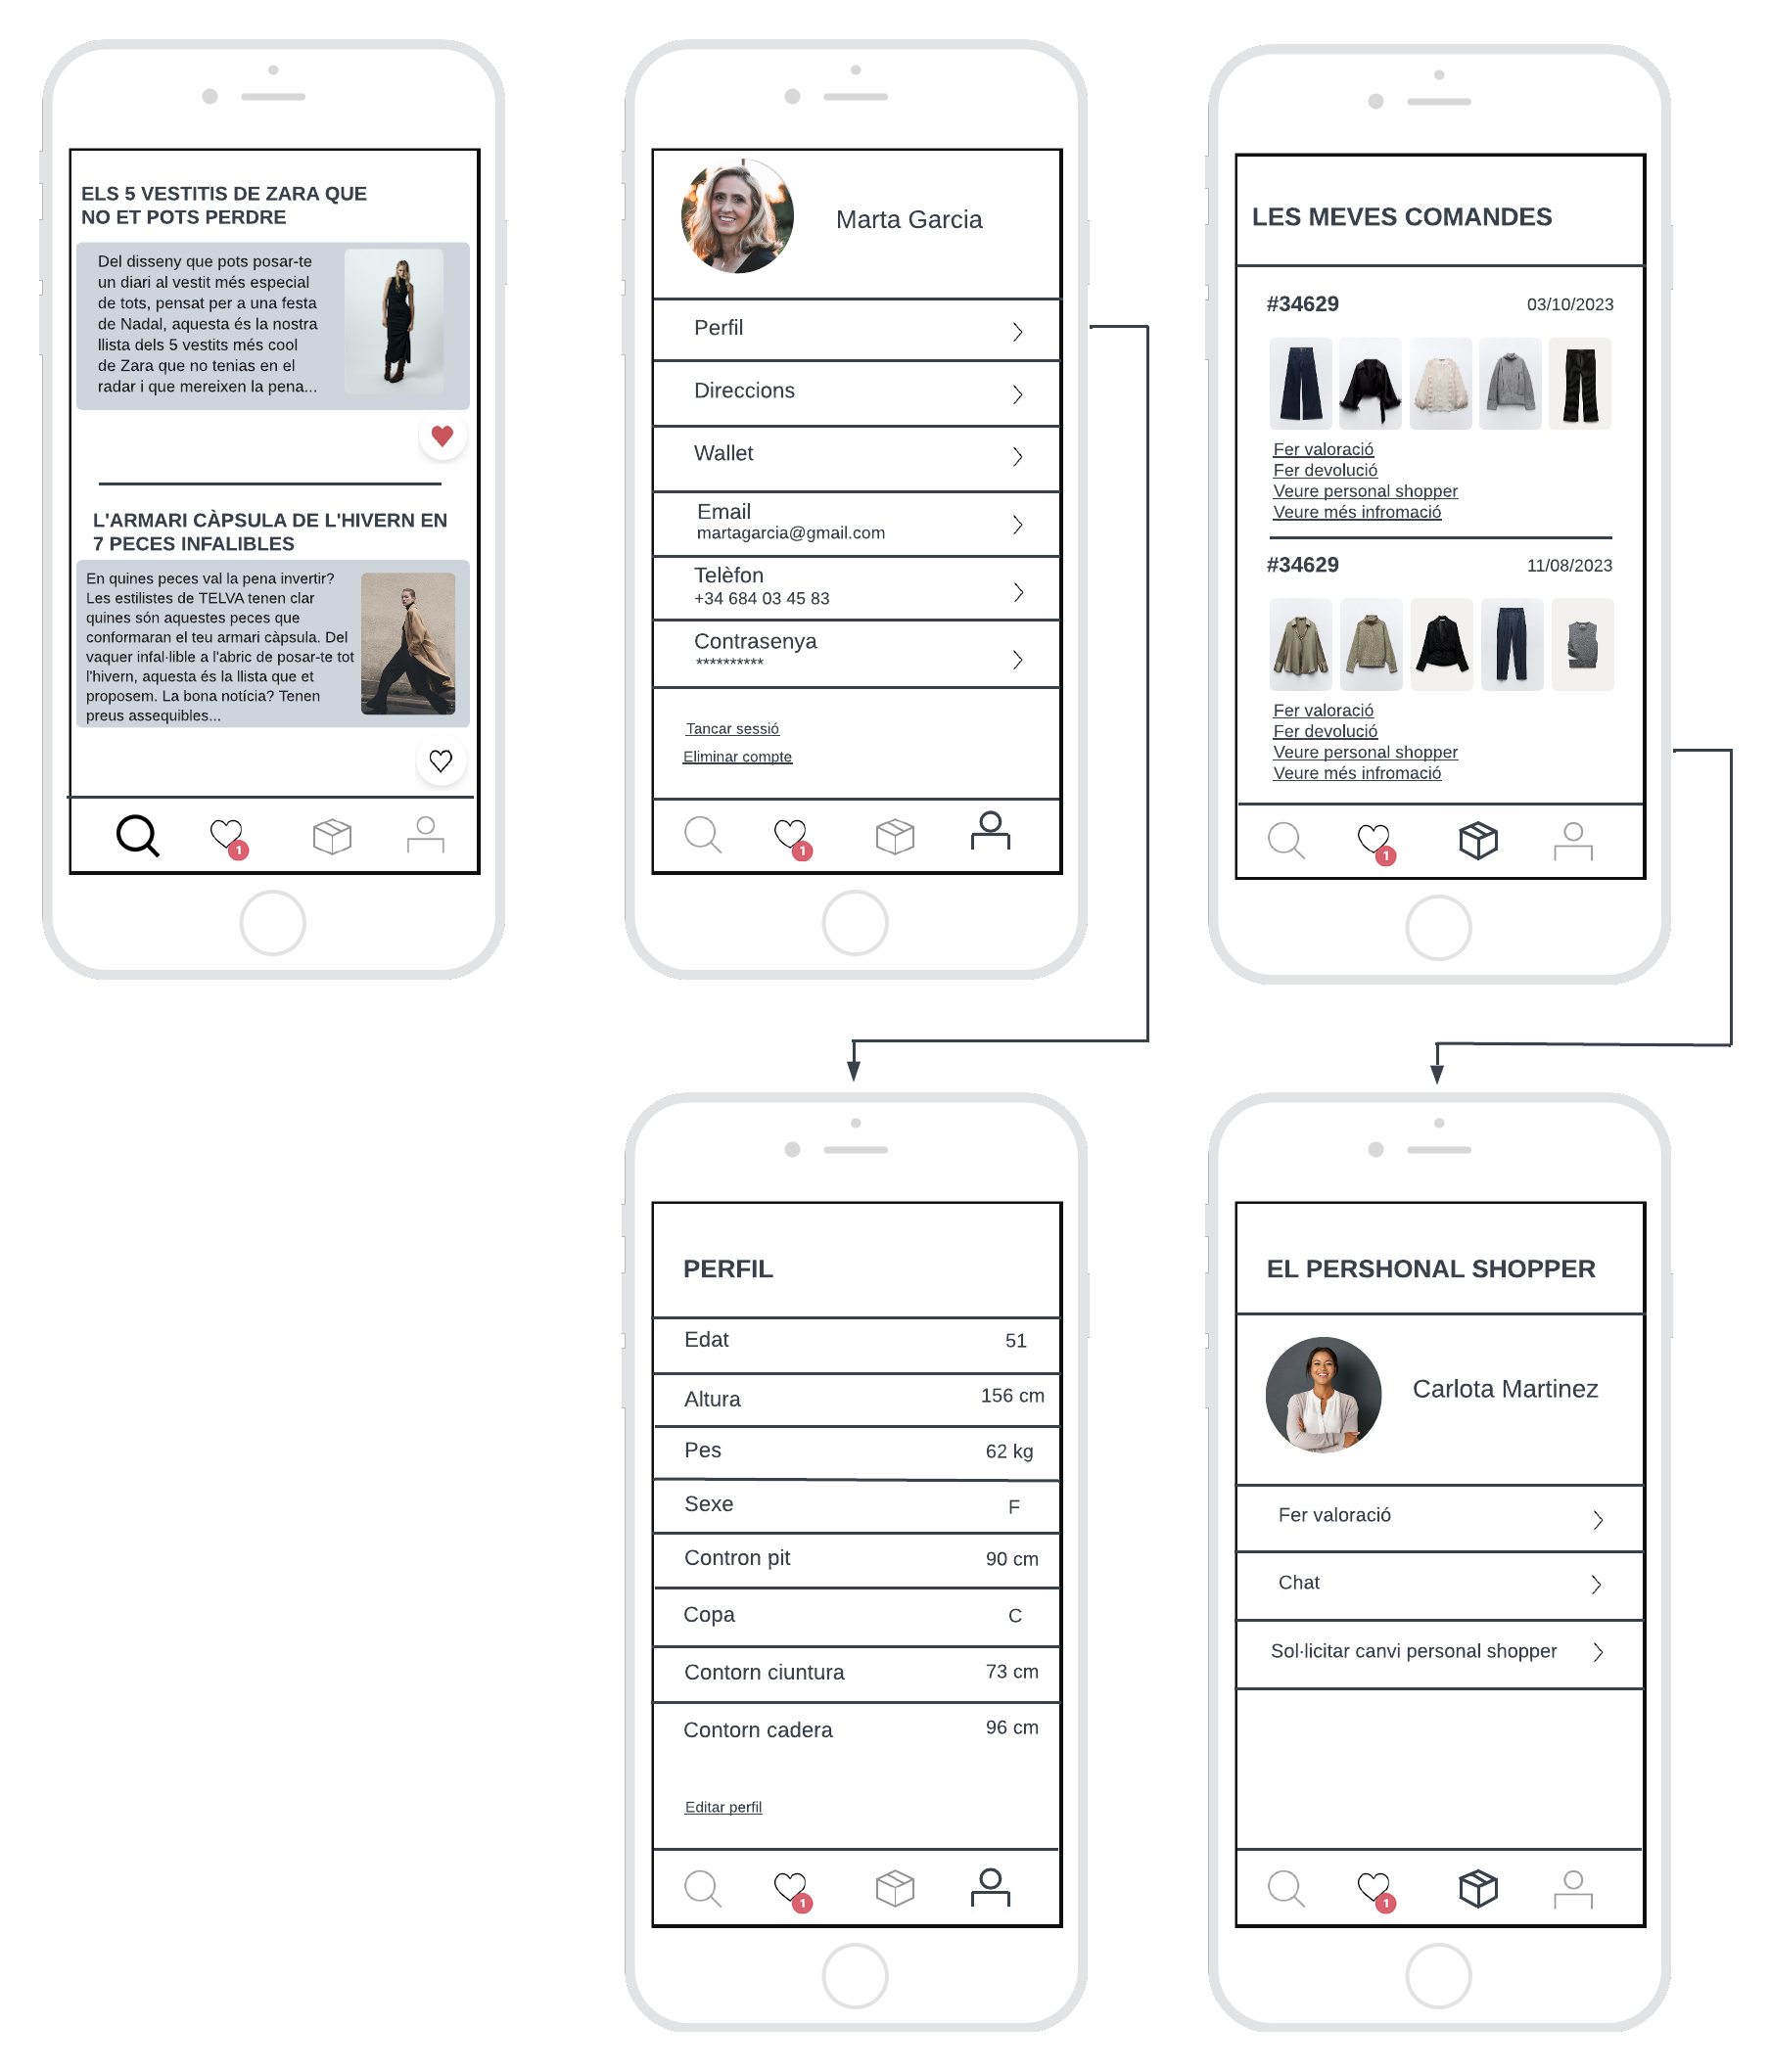 ELS 5 VESTITIS DE ZARA QUE
NO ET POTS PERDRE
Del disseny que pots posar-te
un diari al vestit més especial
de tots, pensat per a una festa
de Nadal, aquesta és la nostra
llista dels 5 vestits més cool
de Zara que no tenias en el
radar i que mereixen la pena...
L'ARMARI CÀPSULA DE L'HIVERN EN
7 PECES INFALIBLES
En quines peces val la pena invertir?
Les estilistes de TELVA tenen clar
quines són aquestes peces que
conformaran el teu armari càpsula. Del
vaquer infal·lible a l'abric de posar-te tot
l'hivern, aquesta és la llista que et
proposem. La bona notícia? Tenen
preus assequibles...
1
Marta Garcia
Perfil
Direccions
Wallet
Email
martagarcia@gmail.com
Telèfon
+34 684 03 45 83
Contrasenya
**********
Tancar sessió
Eliminar compte
1
LES MEVES COMANDES
#34629 03/10/2023
Fer valoració
Fer devolució
Veure personal shopper
Veure més infromació
#34629 11/08/2023
Fer valoració
Fer devolució
Veure personal shopper
Veure més infromació
1
PERFIL
Edat 51
Altura 156 cm
Pes 62 kg
Sexe F
Contron pit 90 cm
Copa C
Contorn ciuntura 73 cm
Contorn cadera 96 cm
Editar perfil
1
EL PERSHONAL SHOPPER
Carlota Martinez
Fer valoració
Chat
Sol·licitar canvi personal shopper
1